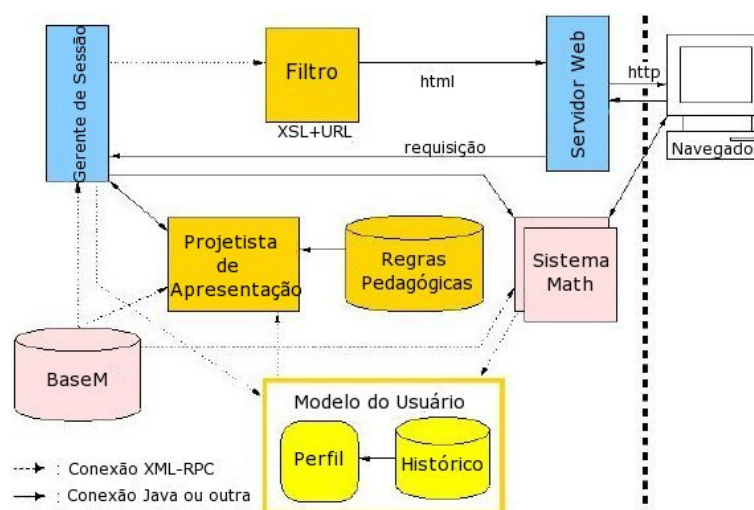 Gerente de Sessão
Filtro
XSL+URL
html
Servidor Web
http
Navegado
requisição
Projetista
de
Apresentação
Regras
Pedagógicas
Sistema
Math
BaseM
Modelo do Usuário
Perfil
Histórico
: Conexão XML-RPC
: Conexão Java ou outra